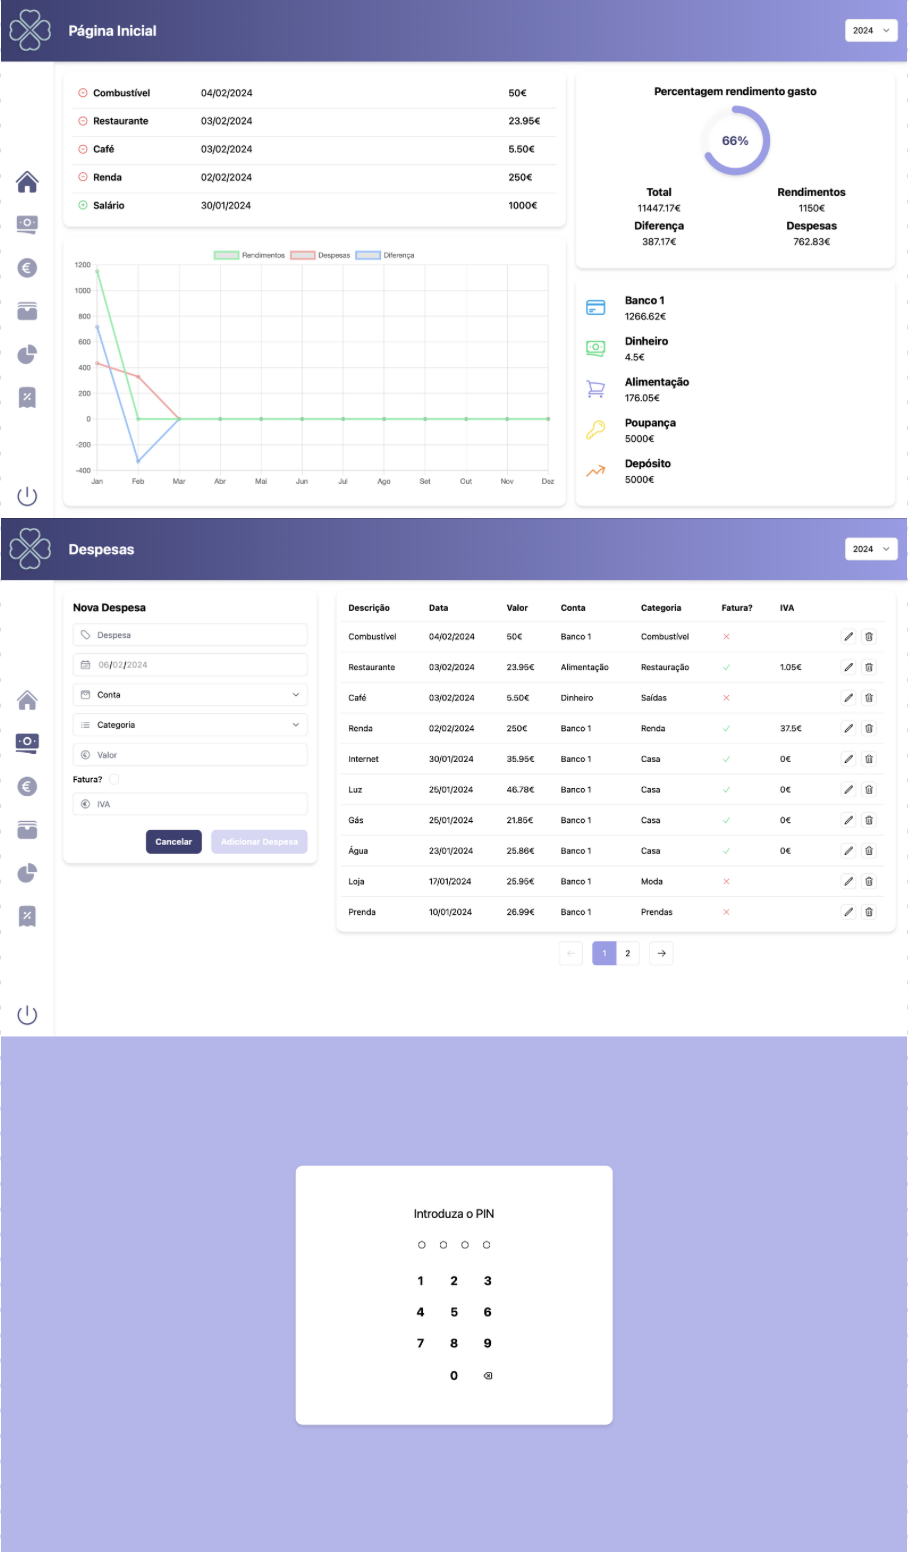 Página Inicial
2024
Combustível 04/02/2024 50€
Restaurante 03/02/2024 23.95€
Café 03/02/2024 5.50€
Renda 02/02/2024 250€
Salário 30/01/2024 1000€
Percentagem rendimento gasto
66%
Total Rendimentos
11447.17€ 1150€
Diferença Despesas
387.17€ 762.83€
Rendimentos Despesas Diferença
1200
1000
800
600
400
200
0
-200
-400
Jan Feb Mar Abr Mai Jun Jul Ago Set Out Nov Dez
Banco 1
1266.62€
Dinheiro
4.5€
Alimentação
176.05€
Poupança
5000€
Depósito
5000€
Despesas
2024
Nova Despesa
Despesa
06/02/2024
Conta
Categoria
Valor
Fatura?
IVA
Cancelar Adicionar Despesa
Descrição Data Valor Conta Categoria Fatura? IVA
Combustível 04/02/2024 50€ Banco 1 Combustível
Restaurante 03/02/2024 23.95€ Alimentação Restauração 1.05€
Café 03/02/2024 5.50€ Dinheiro Saídas
Renda 02/02/2024 250€ Banco 1 Renda 37.5€
Internet 30/01/2024 35.95€ Banco 1 Casa 0€
Luz 25/01/2024 46.78€ Banco 1 Casa 0€
Gás 25/01/2024 21.85€ Banco 1 Casa 0€
Água 23/01/2024 25.86€ Banco 1 Casa 0€
Loja 17/01/2024 25.95€ Banco 1 Moda
Prenda 10/01/2024 26.99€ Banco 1 Prendas
1 2
Introduza o PIN
1 2 3
4 5 6
7 8 9
0